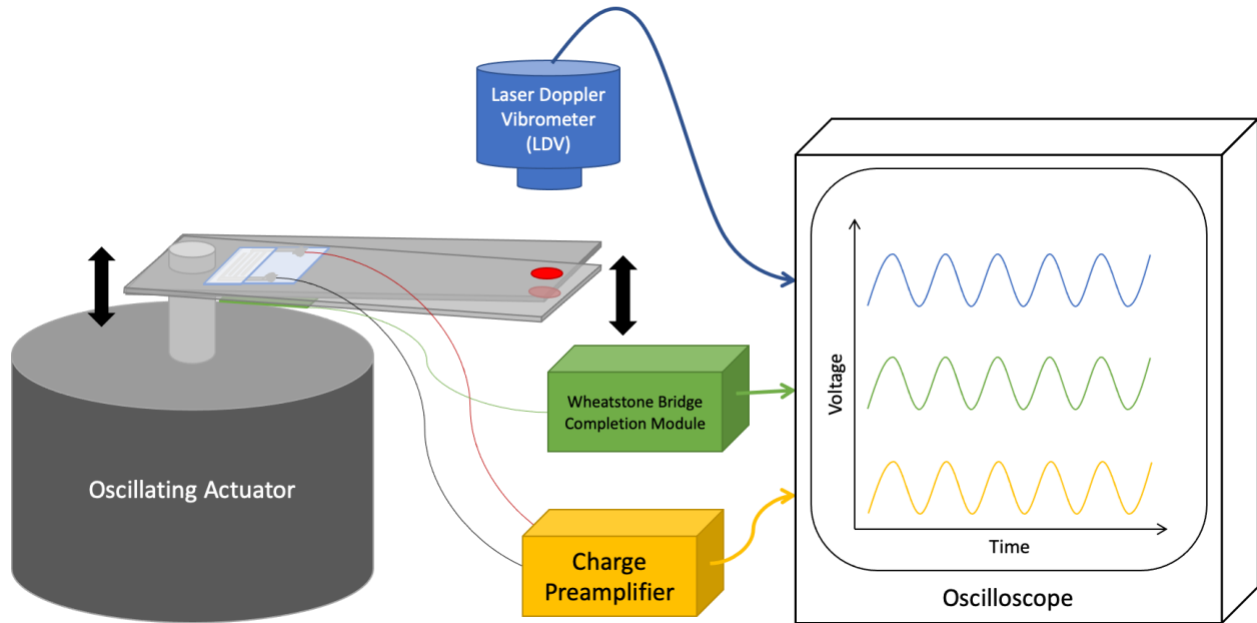 Laser Doppler
Vibrometer
(LDV)
Wheatstone Bridge
Completion Module
Oscillating Actuator
Charge
Preamplifier
Voltage
Time
Oscilloscope